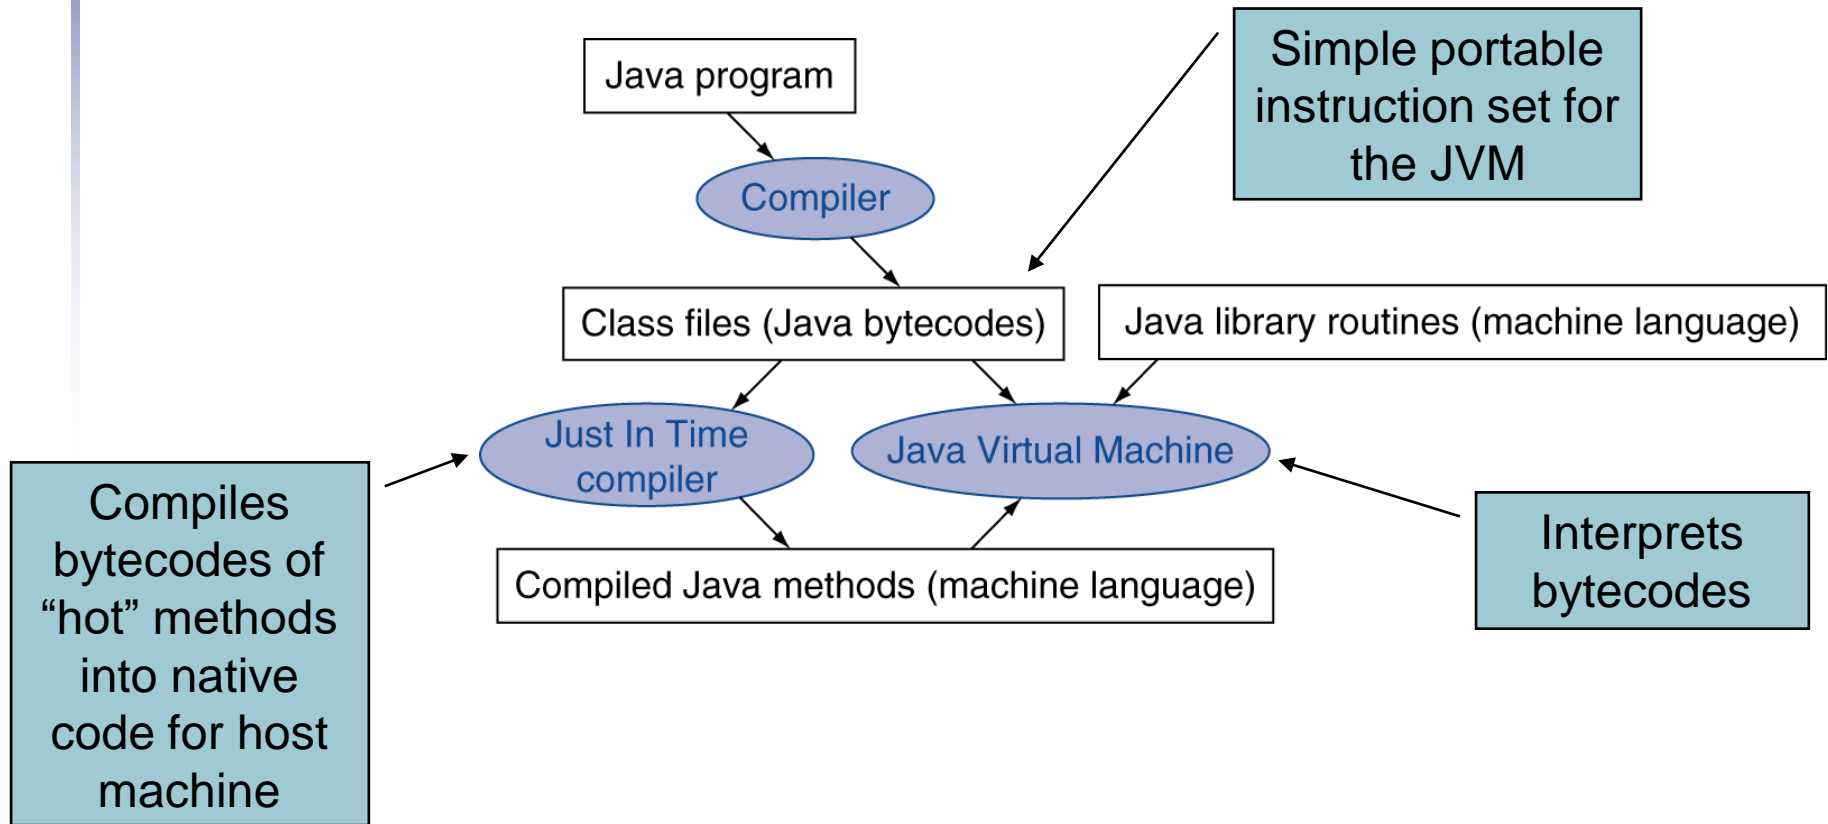 Java program
Simple portable
instruction set for
the JVM
Compiler
Class files (Java bytecodes)
Java library routines (machine language)
Just In Time
compiler
Java Virtual Machine
Compiles
bytecodes of
“hot” methods
into native
code for host
machine
Compiled Java methods (machine language)
Interprets
bytecodes